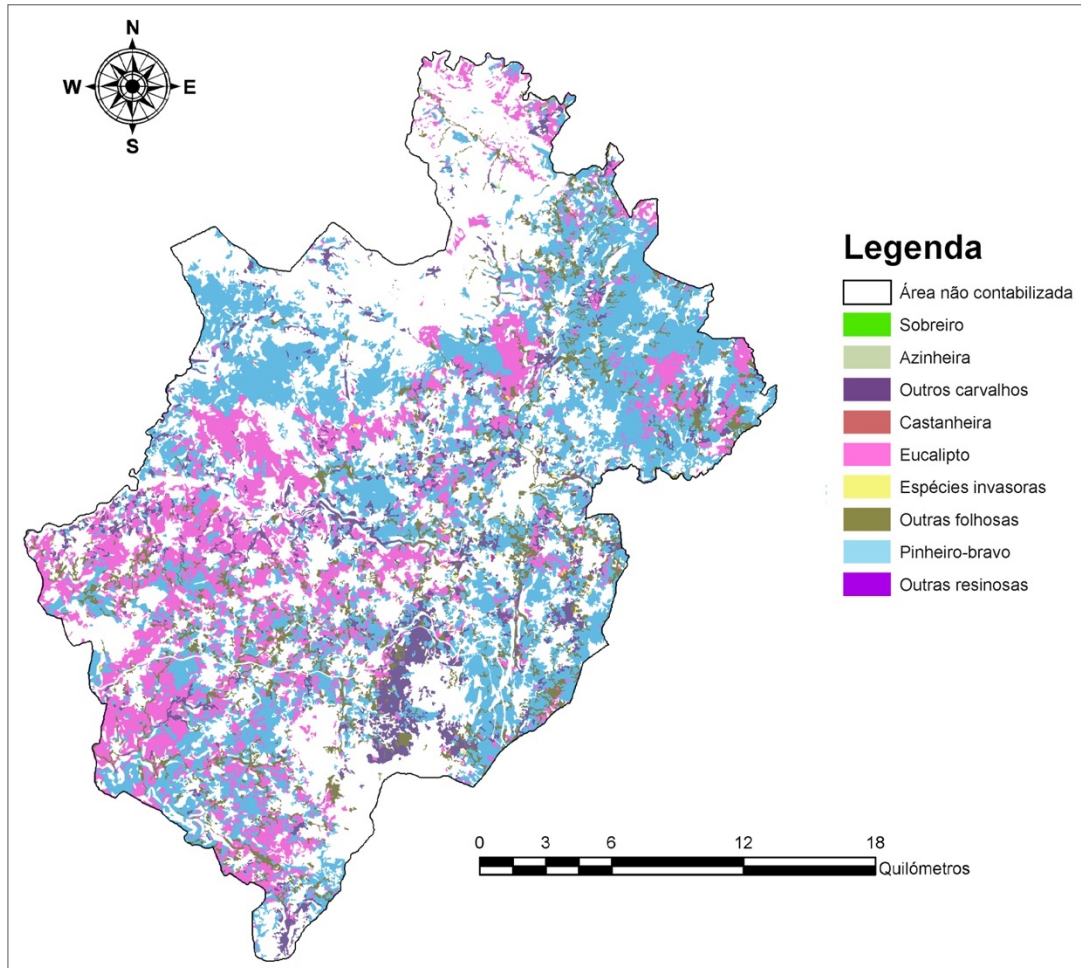 N
W E
S
Legenda
Área não contabilizada
Sobreiro
Azinheira
Outros carvalhos
Castanheira
Eucalipto
Espécies invasoras
Outras folhosas
Pinheiro-bravo
Outras resinosas
0 3 6 12 18
Quilómetros